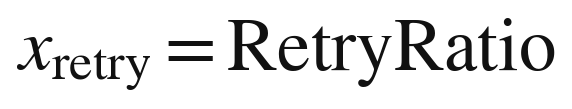 x_retry = RetryRatio